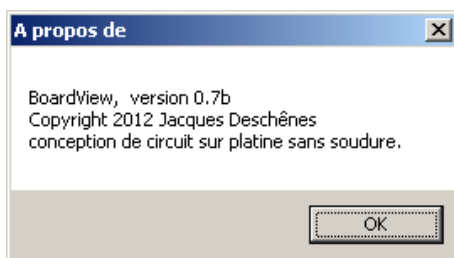 A propos de
BoardView, version 0.7b
Copyright 2012 Jacques Deschênes
conception de circuit sur platine sans soudure.
OK